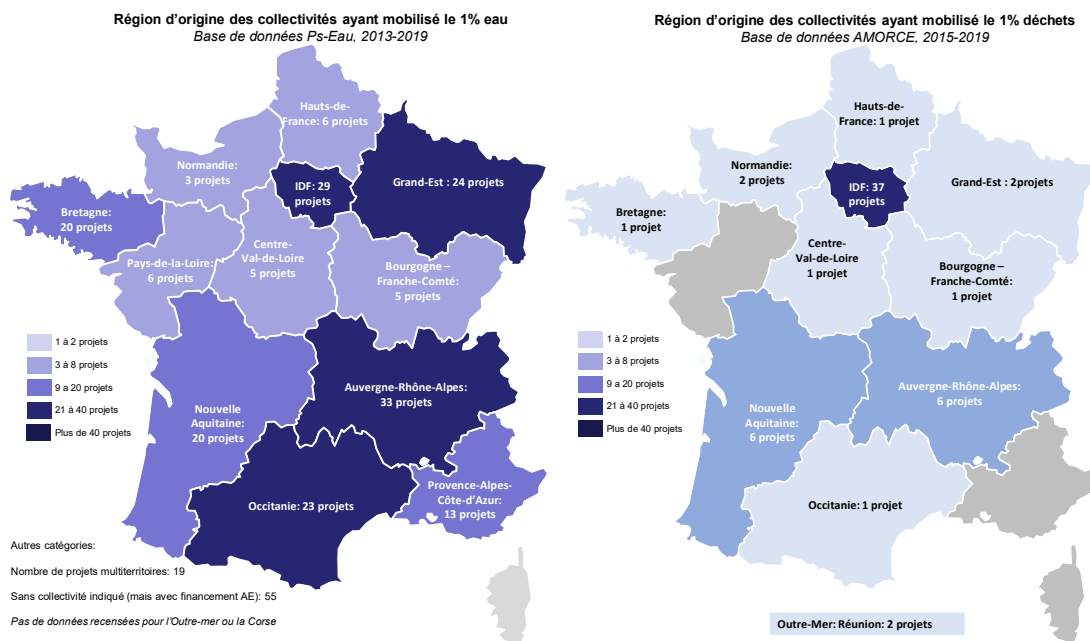 Région d'origine des collectivités ayant mobilisé le 1% eau
Base de données Ps-Eau, 2013-2019
Hauts-de-
France: 6 projets
Normandie:
3 projets
IDF: 29
projets
Grand-Est : 24 projets
Bretagne:
20 projets
Pays-de-la-Loire:
6 projets
Centre-
Val-de-Loire
5 projets
Bourgogne –
Franche-Comté:
5 projets
1 à 2 projets
3 à 8 projets
9 a 20 projets
21 à 40 projets
Plus de 40 projets
Auvergne-Rhône-Alpes:
33 projets
Nouvelle
Aquitaine:
20 projets
Provence-Alpes-
Côte-d'Azur:
13 projets
Occitanie: 23 projets
Autres catégories:
Nombre de projets multiterritoires: 19
Sans collectivité indiqué (mais avec financement AE): 55
Pas de données recensées pour l'Outre-mer ou la Corse
Région d'origine des collectivités ayant mobilisé le 1% déchets
Base de données AMORCE, 2015-2019
Hauts-de-
France: 1 projet
Normandie:
2 projets
IDF: 37
projets
Grand-Est : 2projets
Bretagne:
1 projet
Centre-
Val-de-Loire
1 projet
Bourgogne –
Franche-Comté:
1 projet
1 à 2 projets
3 à 8 projets
9 a 20 projets
21 à 40 projets
Plus de 40 projets
Auvergne-Rhône-Alpes:
6 projets
Nouvelle
Aquitaine:
6 projets
Occitanie: 1 projet
Outre-Mer: Réunion: 2 projets